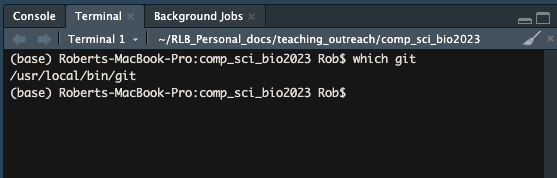 Console Terminal × Background Jobs ×
Terminal 1 ~/RLB_Personal_docs/teaching_outreach/comp_sci_bio2023
(base) Roberts-MacBook-Pro:comp_sci_bio2023 Rob$ which git
/usr/local/bin/git
(base) Roberts-MacBook-Pro:comp_sci_bio2023 Rob$